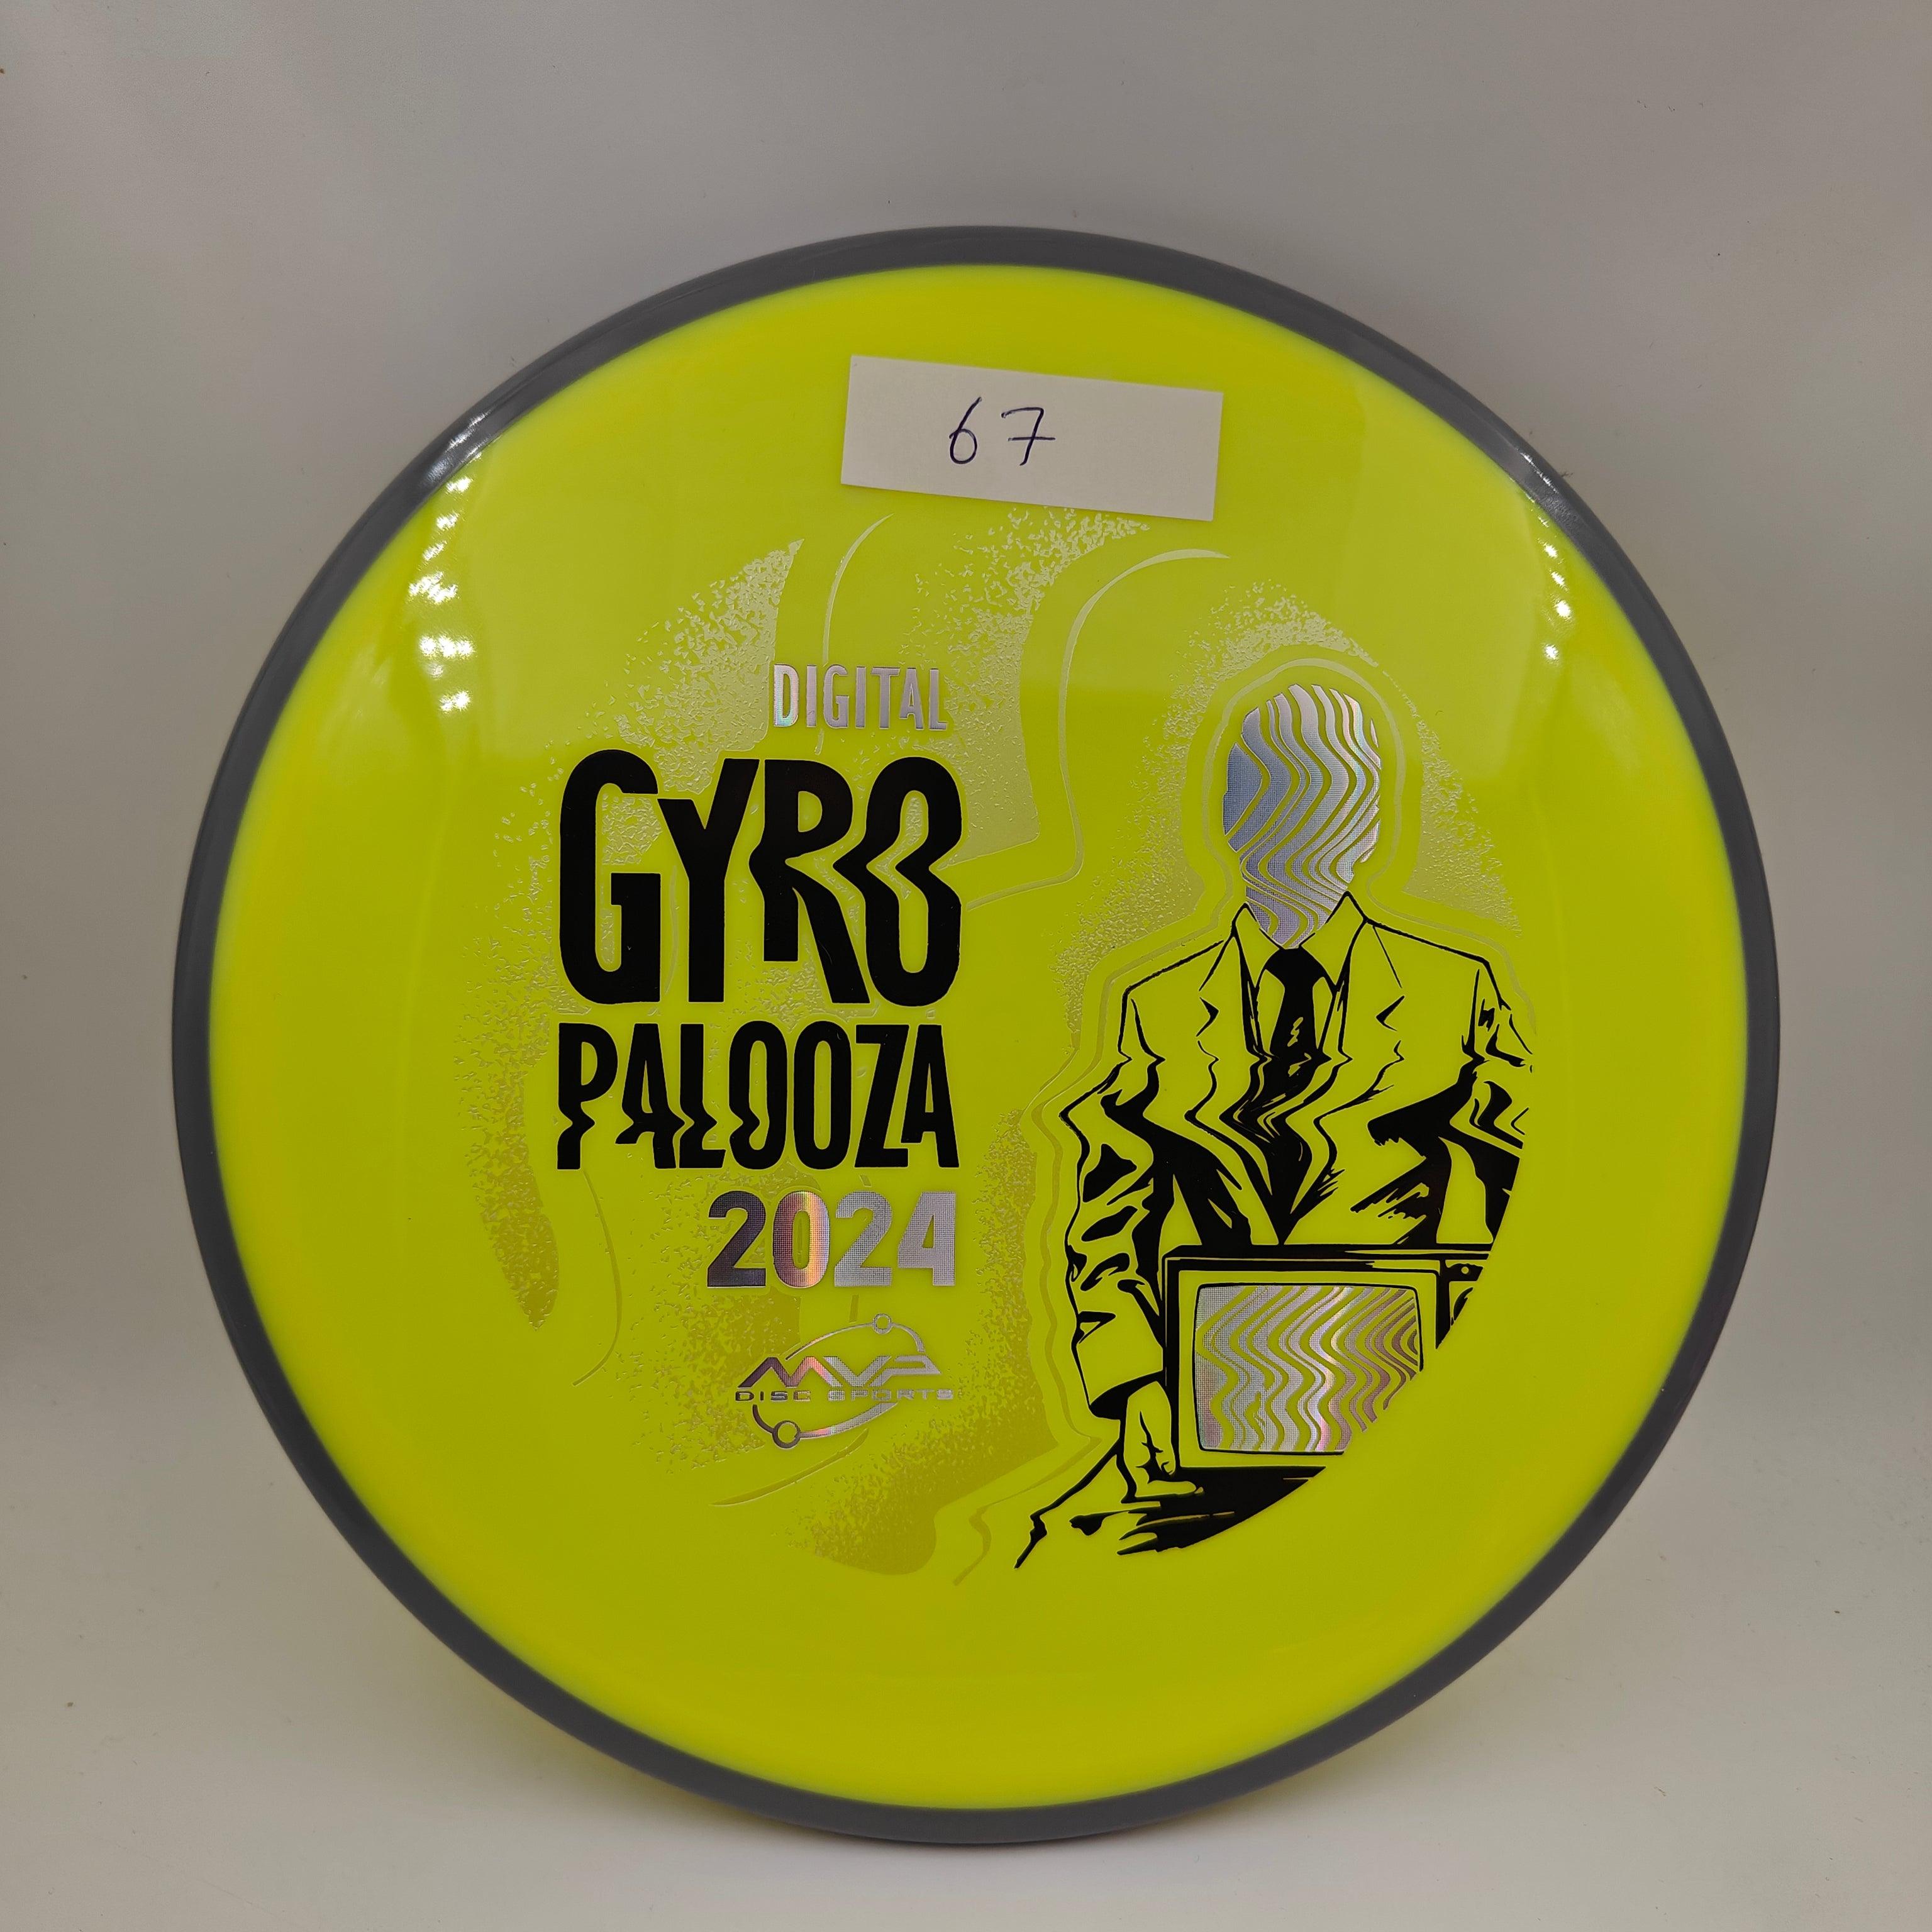 67
DIGITAL
GYRO
PALOOZA
2024
MVP
DISC SPORTS